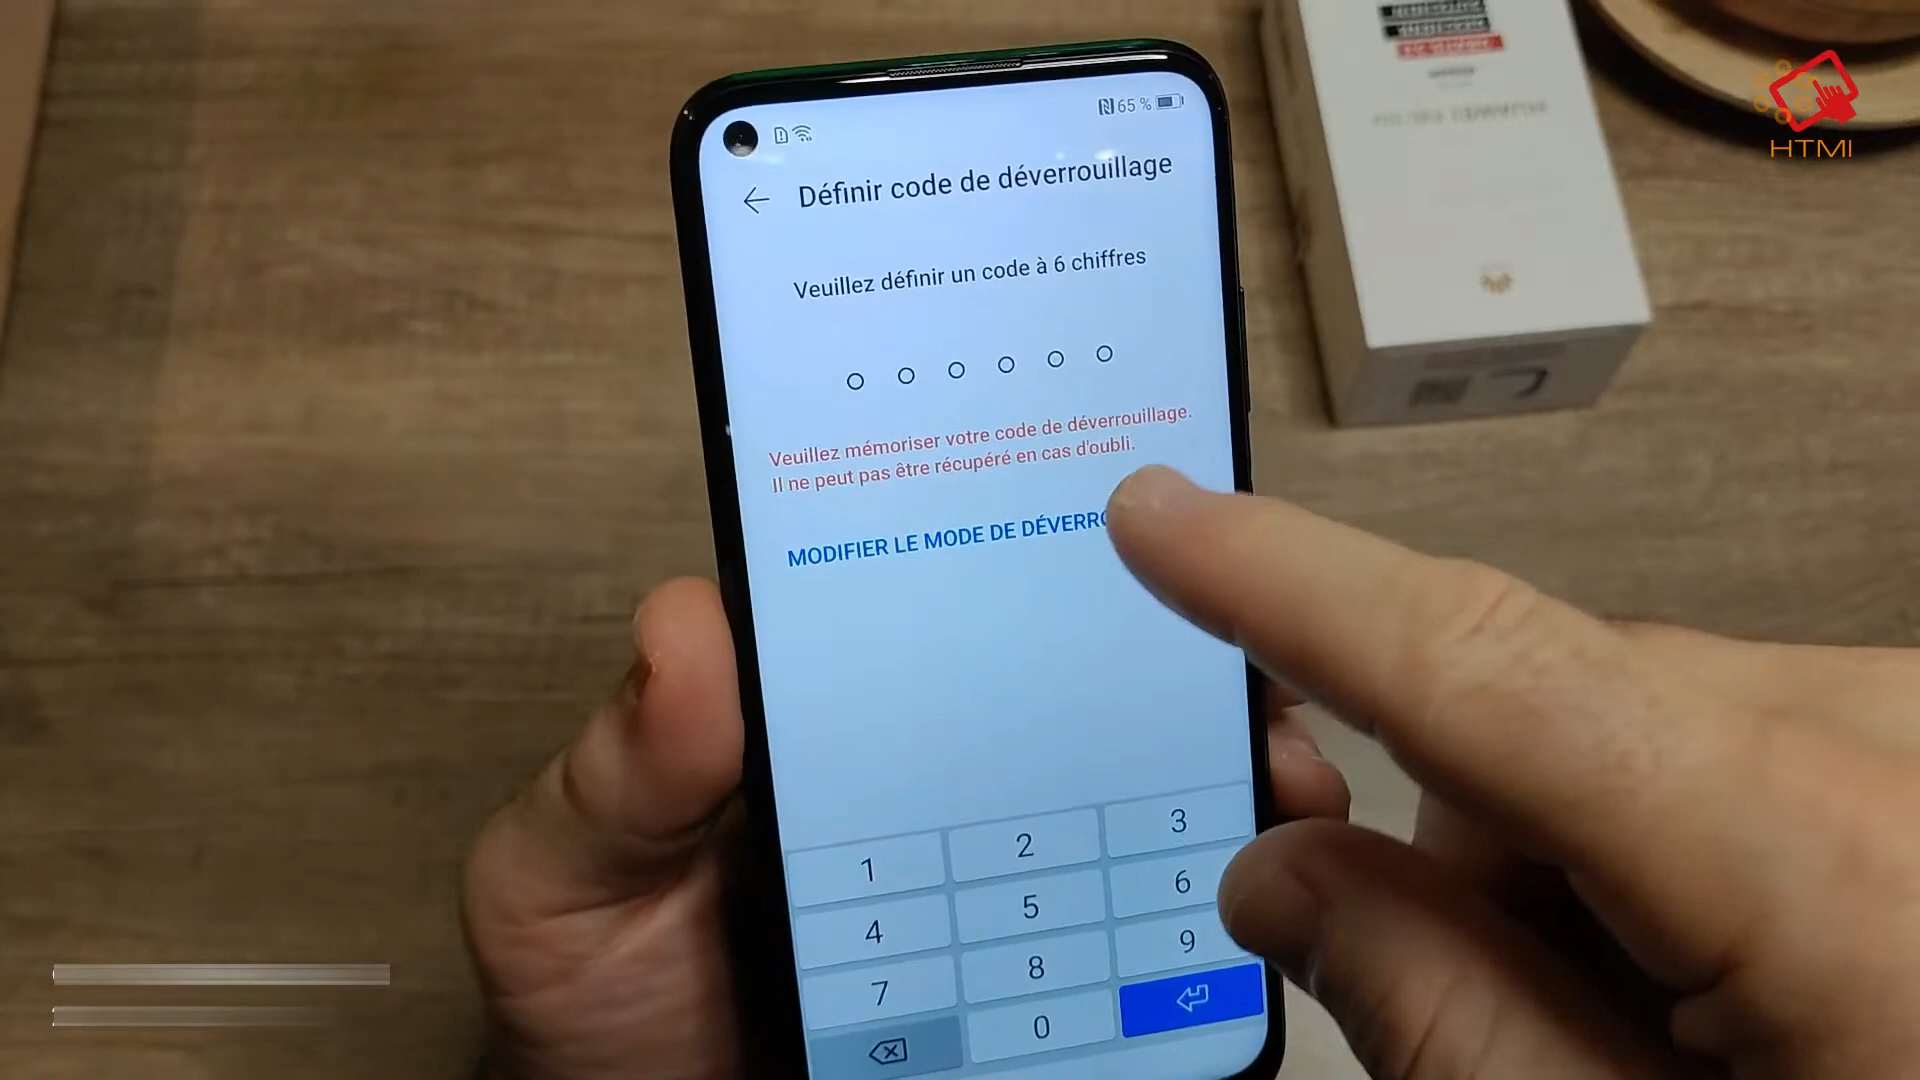 65 %
Définir code de déverrouillage
Veuillez définir un code à 6 chiffres
Veuillez mémoriser votre code de déverrouillage.
Il ne peut pas être récupéré en cas d'oubli.
MODIFIER LE MODE DE
1 2 3
4 5 6
7 8 9
0
HTMI